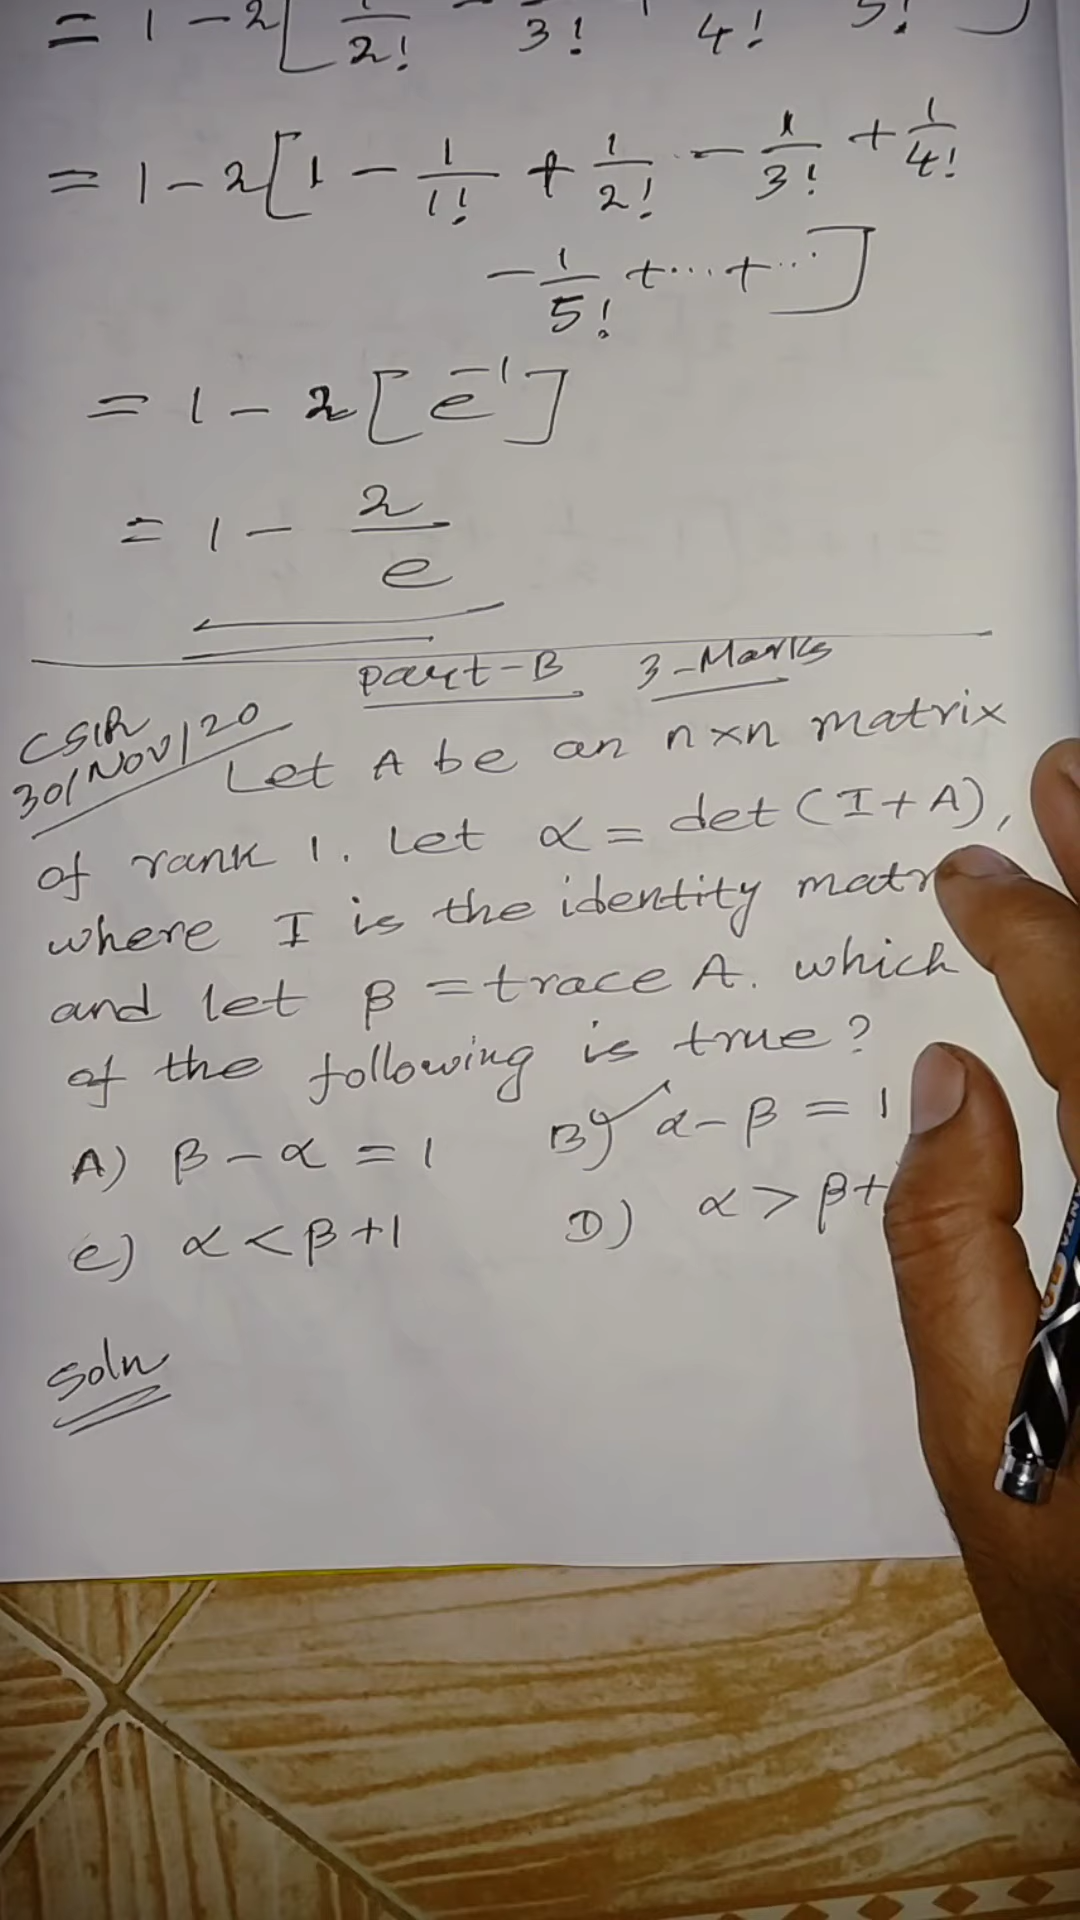 = 1 - 2[ 1/2! - 1/3! + 1/4! 5! ]
= 1 - 2[ 1 - 1/1! + 1/2! - 1/3! + 1/4!
- 1/5! + ... + ... ]
= 1 - 2[ e^-1 ]
= 1 - 2/e
Part-B 3-Marks
CSIR
30/Nov/20
Let A be an n×n matrix
of rank 1. Let α = det (I+A),
where I is the identity
and let β = trace A. which
of the following is true?
A) β - α = 1 B) α - β = 1
C) α < β + 1 D) α > β +
Soln